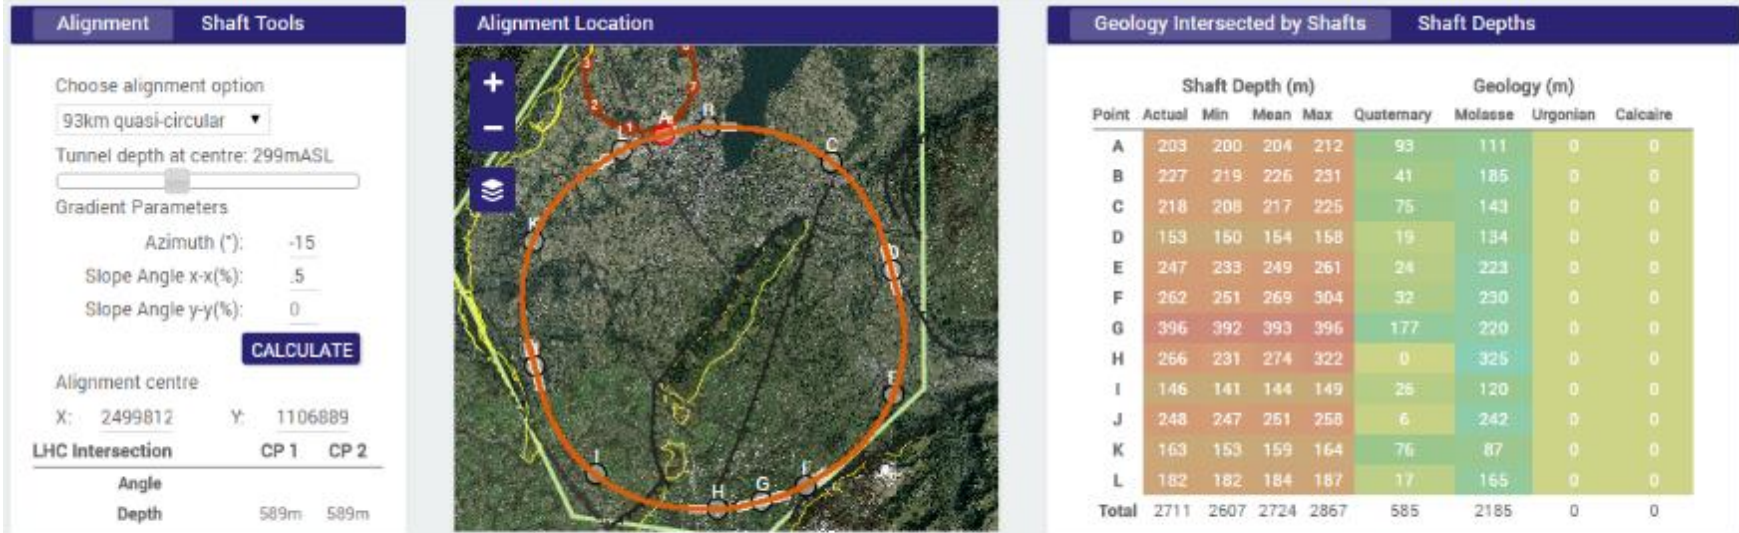 Alignment Shaft Tools
Choose alignment option
93km quasi-circular
Tunnel depth at centre: 299mASL
Gradient Parameters
Azimuth (°): -15
Slope Angle x-x(%): .5
Slope Angle y-y(%): 0
CALCULATE
Alignment centre
X: 2499812 Y: 1106889
LHC Intersection CP 1 CP 2
Angle
Depth 589m 589m
Alignment Location
+
−
3
2
1
7
A
B
C
D
E
F
G
H
I
K
L
Geology Intersected by Shafts Shaft Depths
Shaft Depth (m) Geology (m)
Point Actual Min Mean Max Quaternary Molasse Urgonian Calcaire
A 203 200 204 212 93 111 0 0
B 227 219 226 231 41 185 0 0
C 218 208 217 225 75 143 0 0
D 153 150 154 158 19 134 0 0
E 247 233 249 261 24 223 0 0
F 262 251 269 304 32 230 0 0
G 396 392 393 396 177 220 0 0
H 266 231 274 322 0 325 0 0
I 146 141 144 149 26 120 0 0
J 248 247 251 258 6 242 0 0
K 163 153 159 164 76 87 0 0
L 182 182 184 187 17 165 0 0
Total 2711 2607 2724 2867 585 2185 0 0